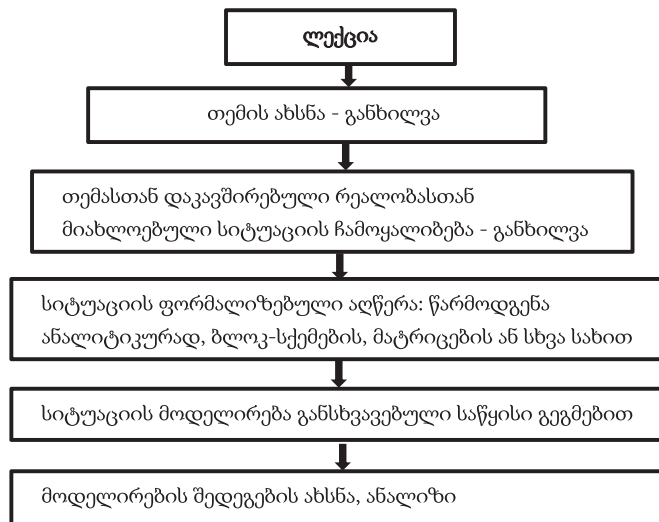 ლექცია
თემის ახსნა - განხილვა
თემასთან დაკავშირებული რეალობასთან
მიახლოებული სიტუაციის ჩამოყალიბება - განხილვა
სიტუაციის ფორმალიზებული აღწერა: წარმოდგენა
ანალიტიკურად, ბლოკ-სქემების, მატრიცების ან სხვა სახით
სიტუაციის მოდელირება განსხვავებული საწყისი გეგმებით
მოდელირების შედეგების ახსნა, ანალიზი